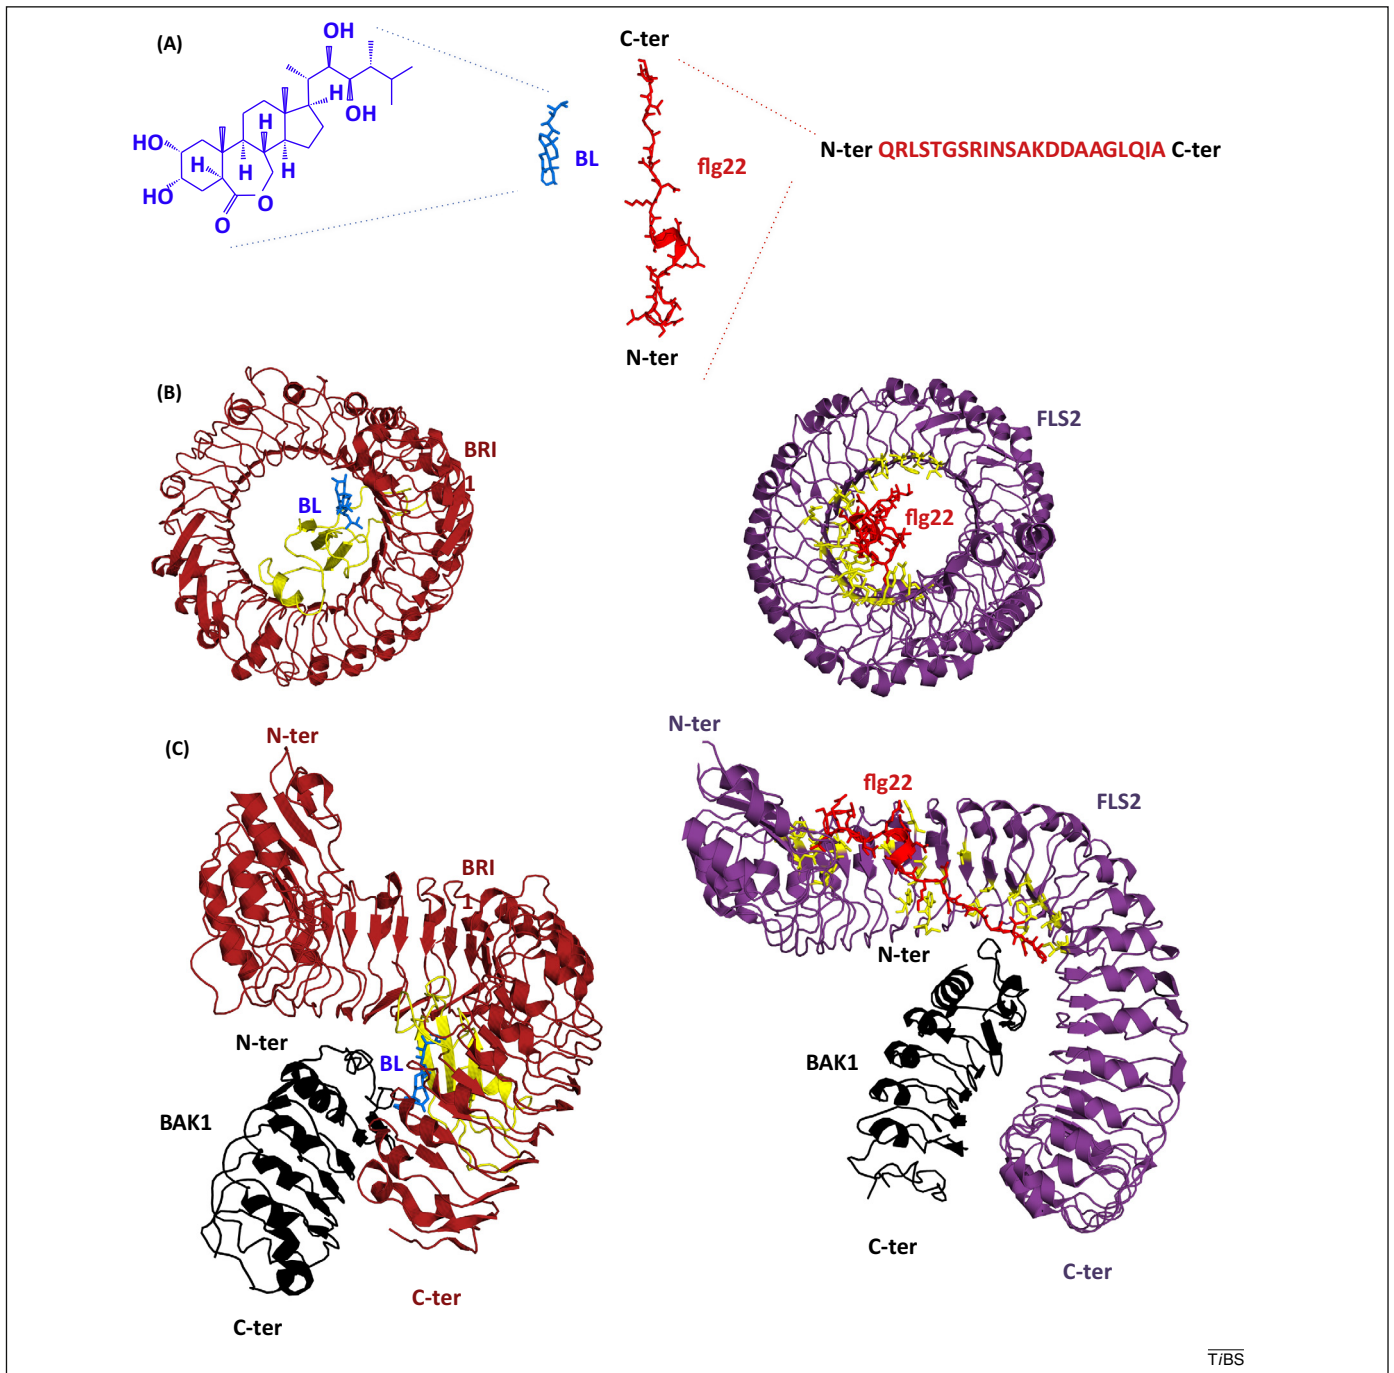 (A)
OH
H
OH
H
HO
H
H
H
HO
O
O
BL
C-ter
flg22
N-ter
N-ter QRLSTGSRINSAKDDAAGLQIA C-ter
(B)
BRI
1
BL
FLS2
flg22
(C)
N-ter
BRI
1
N-ter
BL
BAK1
C-ter
C-ter
N-ter
flg22
FLS2
N-ter
BAK1
C-ter
C-ter
TiBS